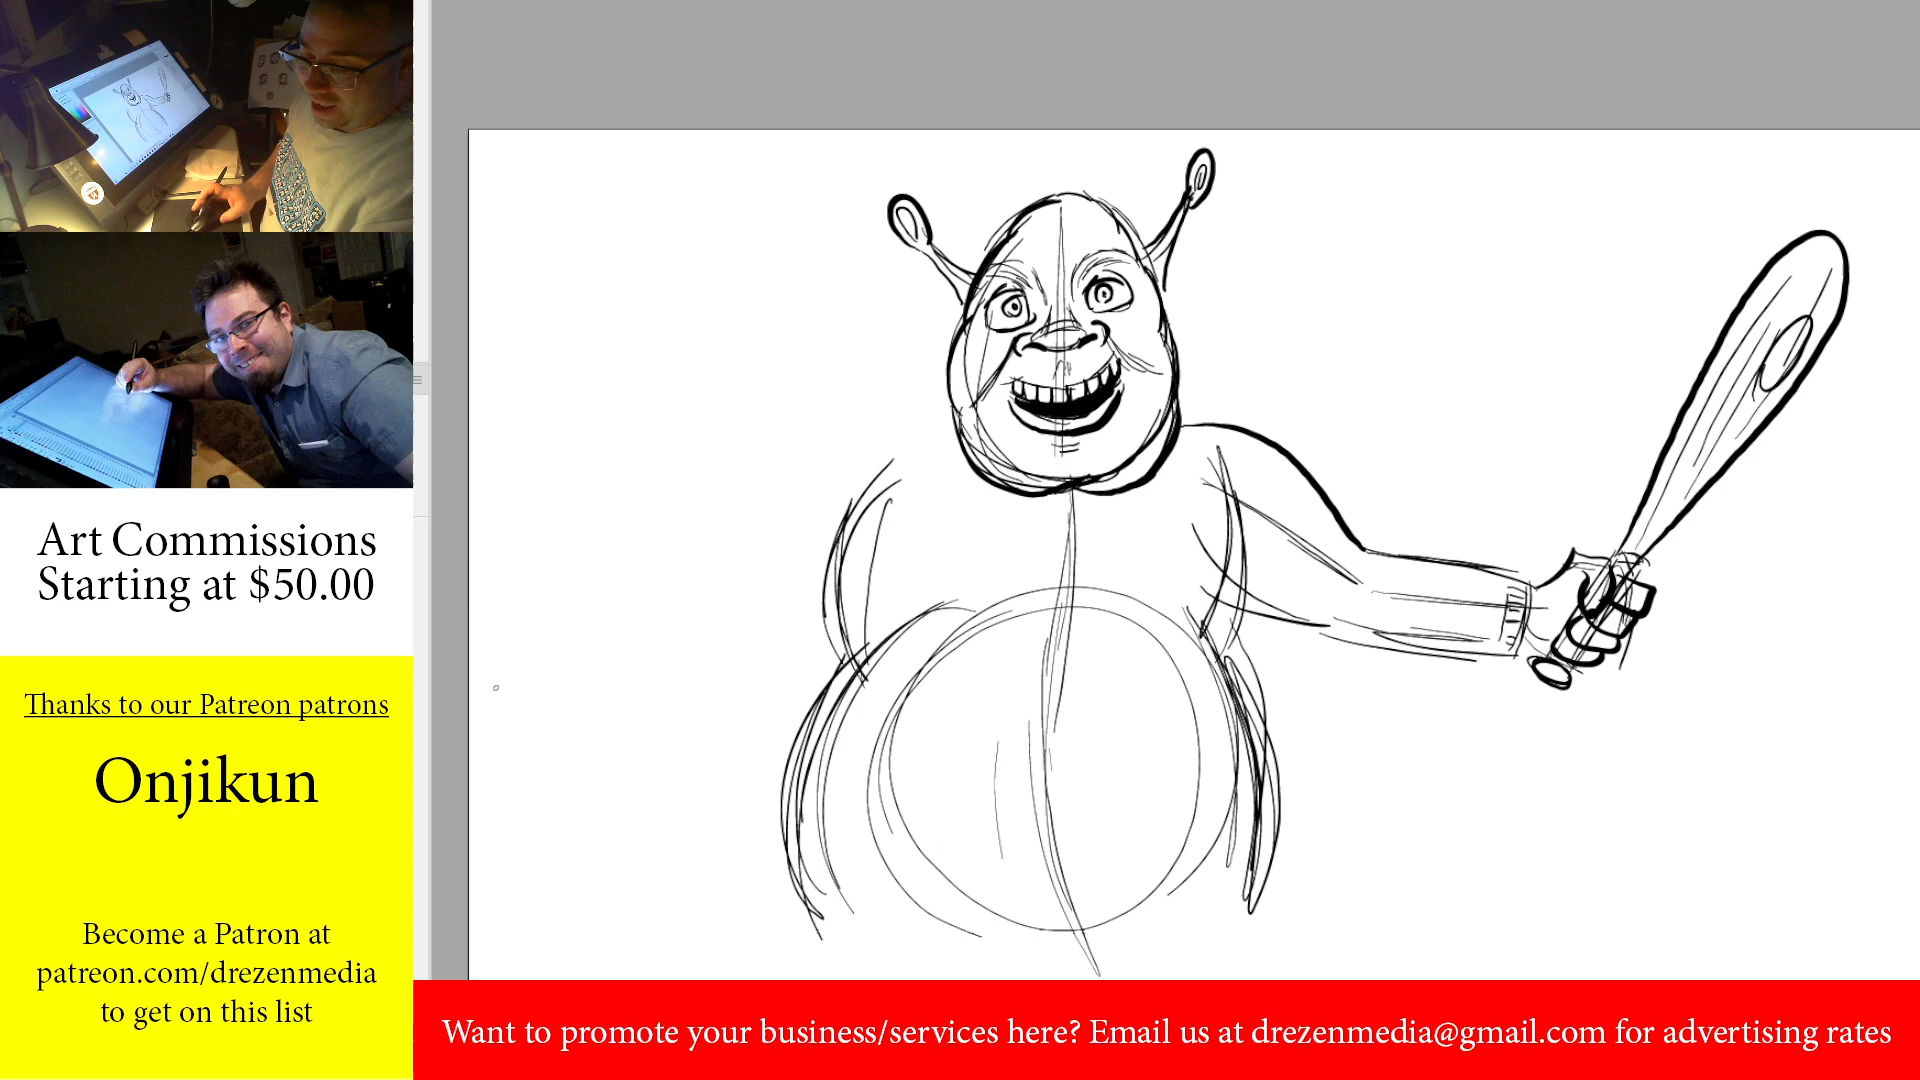 Art Commissions
Starting at $50.00
Thanks to our Patreon patrons
Onjikun
Become a Patron at
patreon.com/drezenmedia
to get on this list
Want to promote your business/services here? Email us at drezenmedia@gmail.com for advertising rates